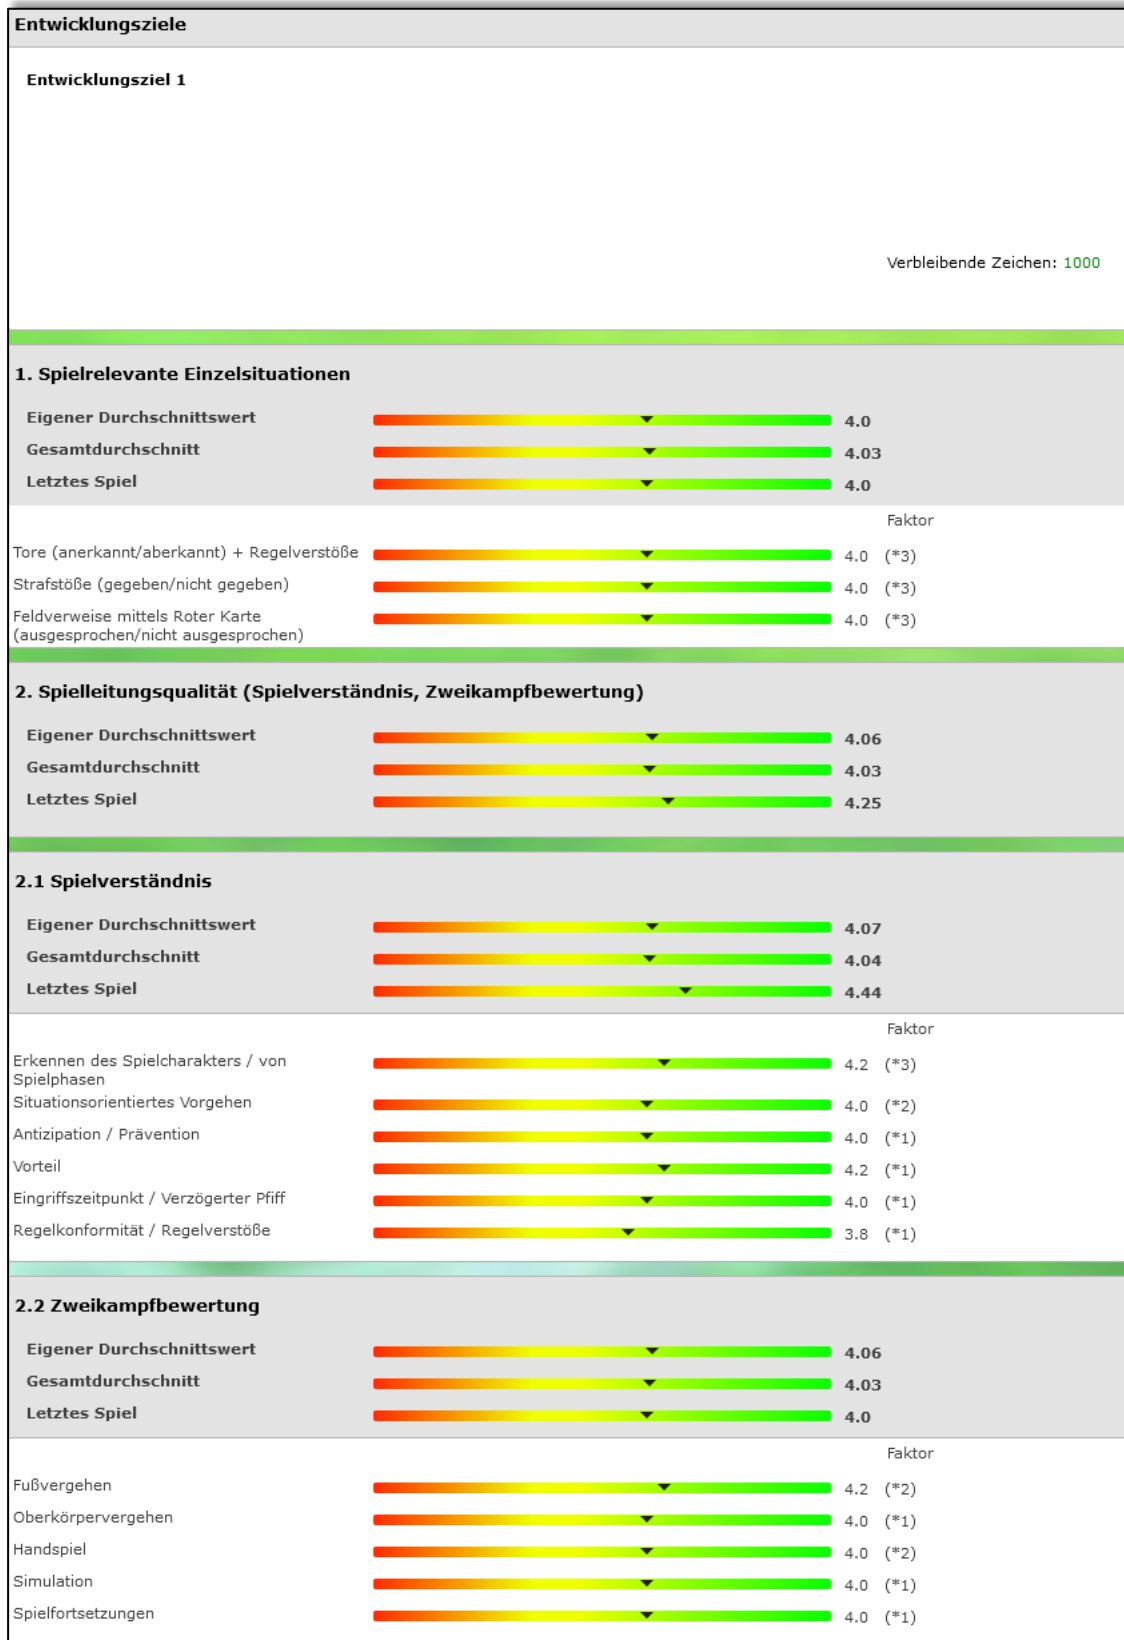 Entwicklungsziele
Entwicklungsziel 1
Verbleibende Zeichen: 1000
1. Spielrelevante Einzelsituationen
Eigener Durchschnittswert 4.0
Gesamtdurchschnitt 4.03
Letztes Spiel 4.0
Faktor
Tore (anerkannt/aberkannt) + Regelverstöße 4.0 (*3)
Strafstöße (gegeben/nicht gegeben) 4.0 (*3)
Feldverweise mittels Roter Karte
(ausgesprochen/nicht ausgesprochen) 4.0 (*3)
2. Spielleitungsqualität (Spielverständnis, Zweikampfbewertung)
Eigener Durchschnittswert 4.06
Gesamtdurchschnitt 4.03
Letztes Spiel 4.25
2.1 Spielverständnis
Eigener Durchschnittswert 4.07
Gesamtdurchschnitt 4.04
Letztes Spiel 4.44
Faktor
Erkennen des Spielcharakters / von
Spielphasen 4.2 (*3)
Situationsorientiertes Vorgehen 4.0 (*2)
Antizipation / Prävention 4.0 (*1)
Vorteil 4.2 (*1)
Eingriffszeitpunkt / Verzögerter Pfiff 4.0 (*1)
Regelkonformität / Regelverstöße 3.8 (*1)
2.2 Zweikampfbewertung
Eigener Durchschnittswert 4.06
Gesamtdurchschnitt 4.03
Letztes Spiel 4.0
Faktor
Fußvergehen 4.2 (*2)
Oberkörpervergehen 4.0 (*1)
Handspiel 4.0 (*2)
Simulation 4.0 (*1)
Spielfortsetzungen 4.0 (*1)